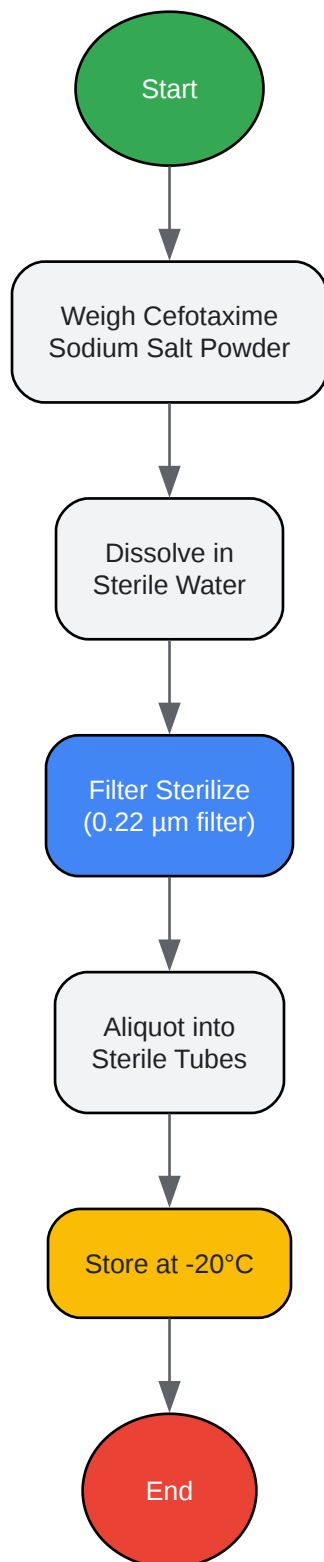 Start
Weigh Cefotaxime
Sodium Salt Powder
Dissolve in
Sterile Water
Filter Sterilize
(0.22 µm filter)
Aliquot into
Sterile Tubes
Store at -20°C
End